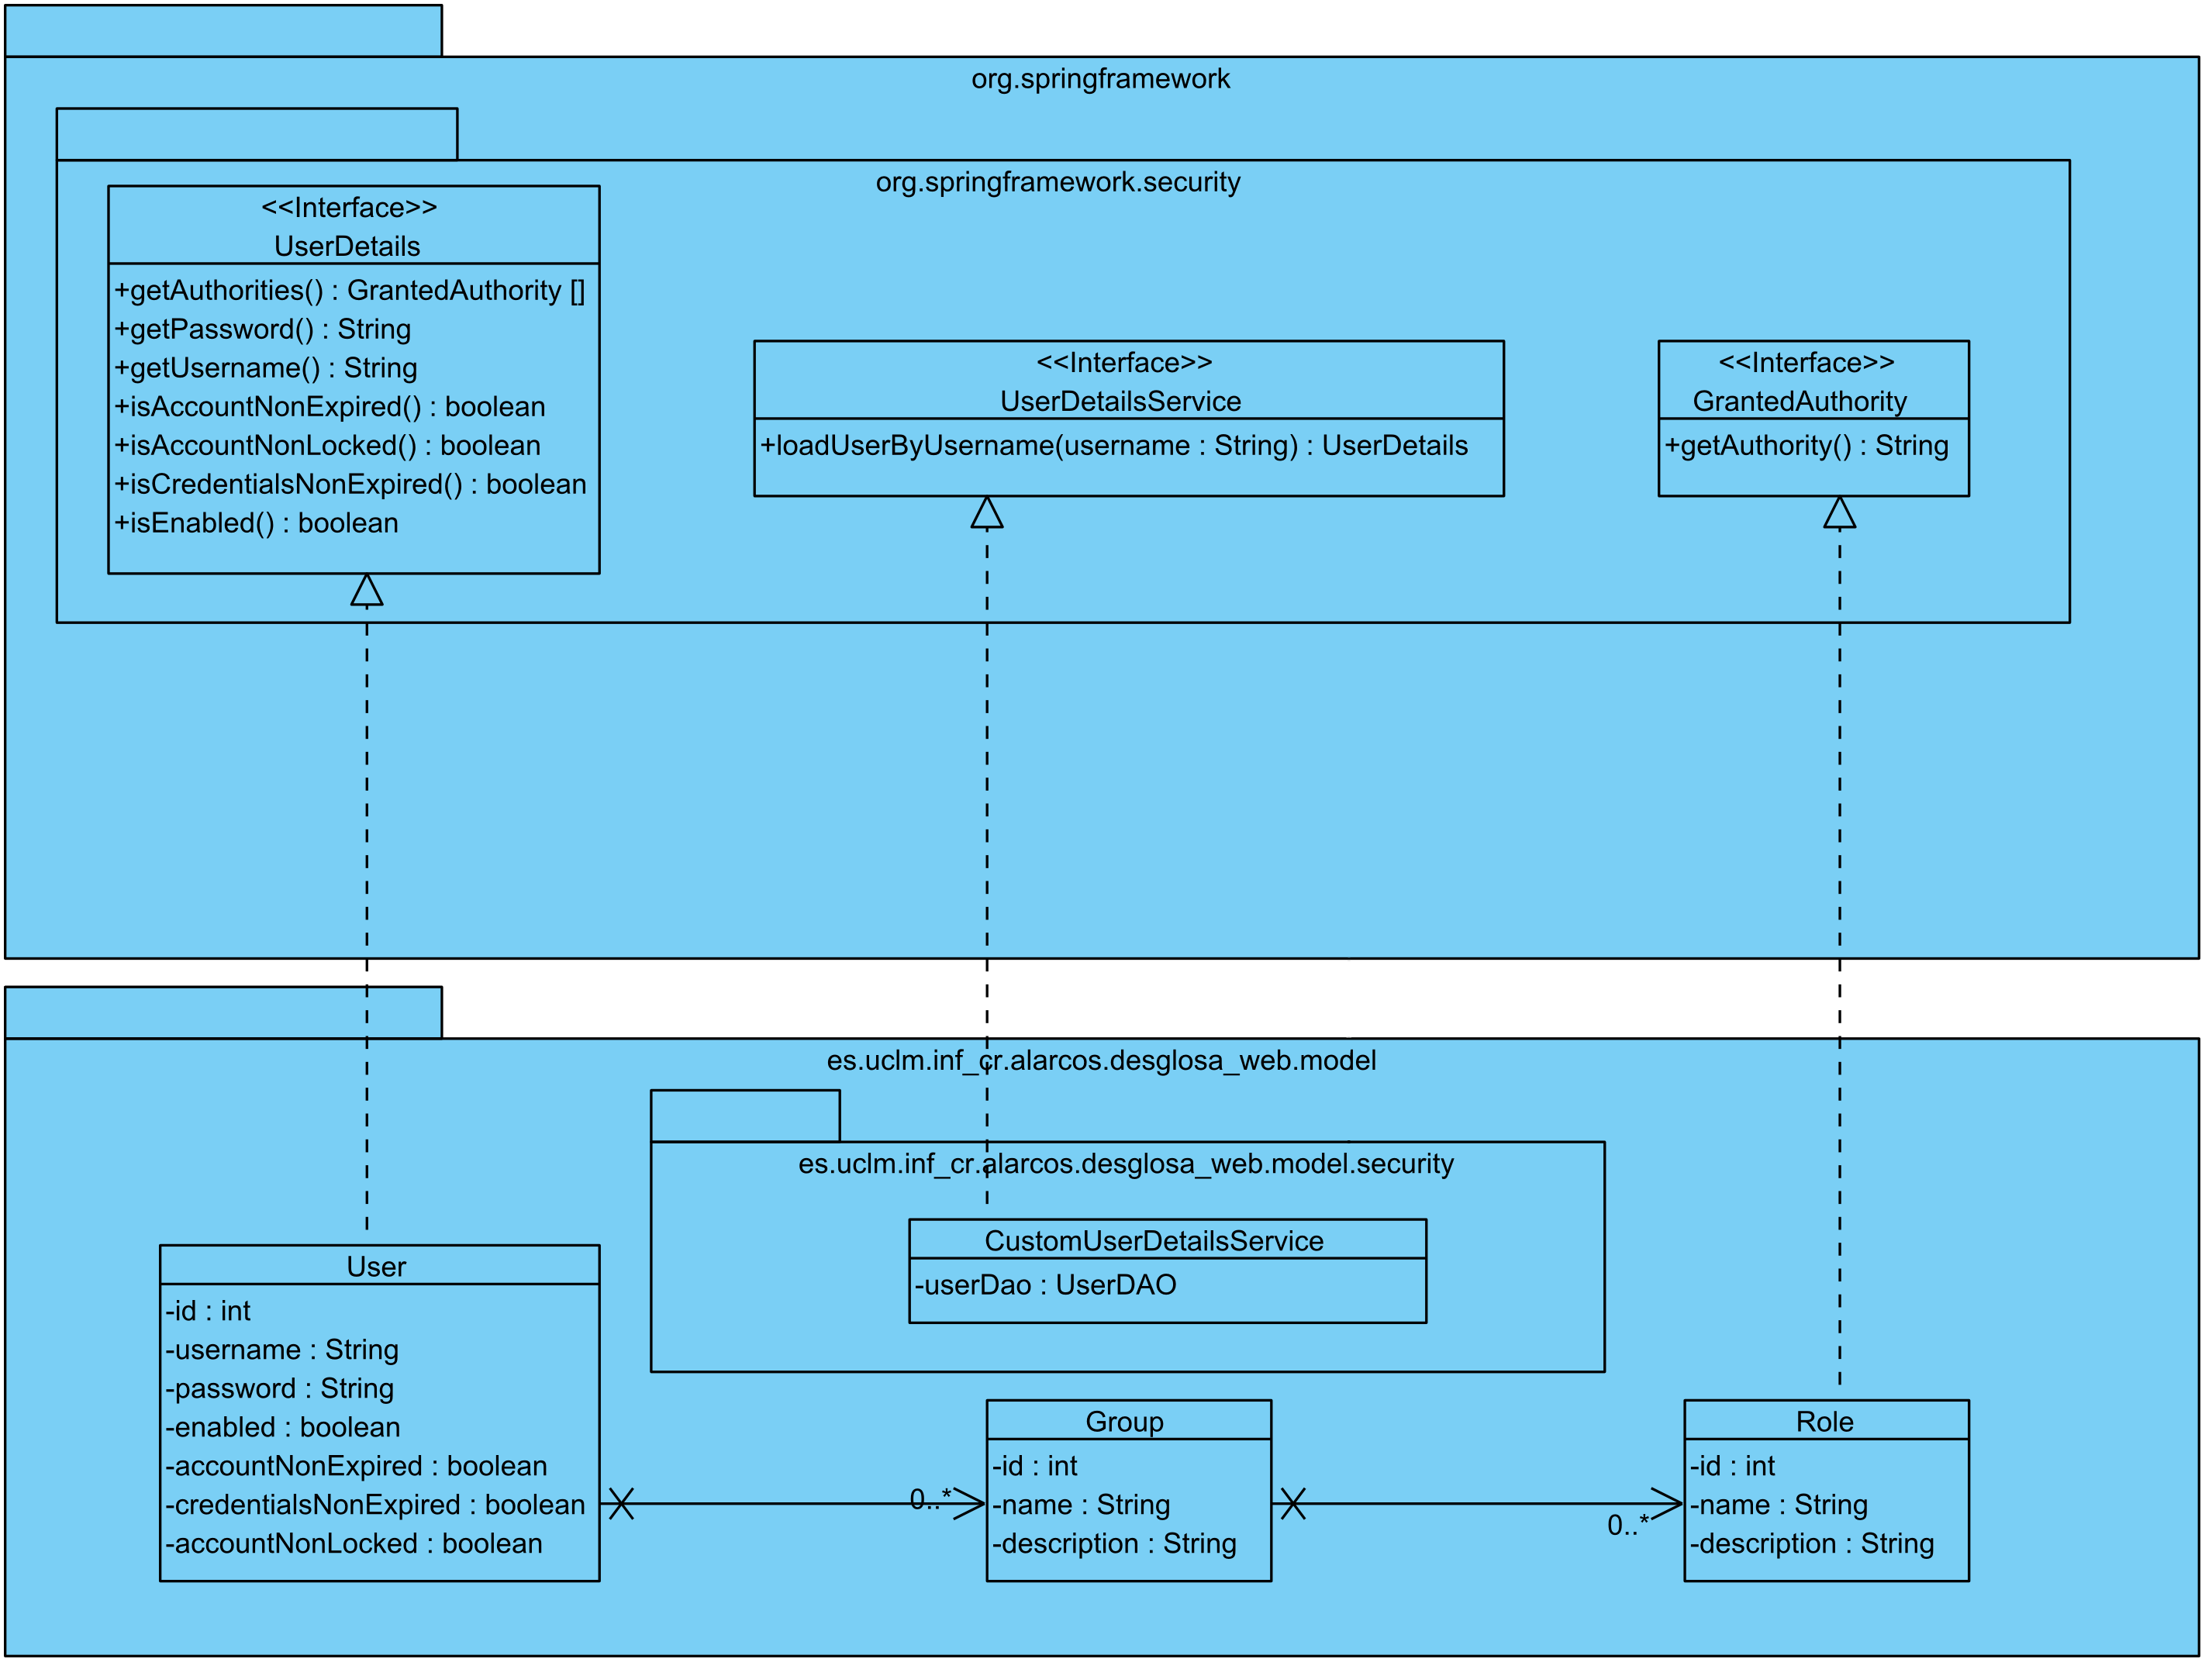 org.springframework
org.springframework.security
<<Interface>>
UserDetails
+getAuthorities() : GrantedAuthority []
+getPassword() : String
+getUsername() : String
+isAccountNonExpired() : boolean
+isAccountNonLocked() : boolean
+isCredentialsNonExpired() : boolean
+isEnabled() : boolean
<<Interface>>
UserDetailsService
+loadUserByUsername(username : String) : UserDetails
<<Interface>>
GrantedAuthority
+getAuthority() : String
es.uclm.inf_cr.alarcos.desglosa_web.model
es.uclm.inf_cr.alarcos.desglosa_web.model.security
CustomUserDetailsService
-userDao : UserDAO
User
-id : int
-username : String
-password : String
-enabled : boolean
-accountNonExpired : boolean
-credentialsNonExpired : boolean
-accountNonLocked : boolean
0..*
Group
-id : int
-name : String
-description : String
0..*
Role
-id : int
-name : String
-description : String